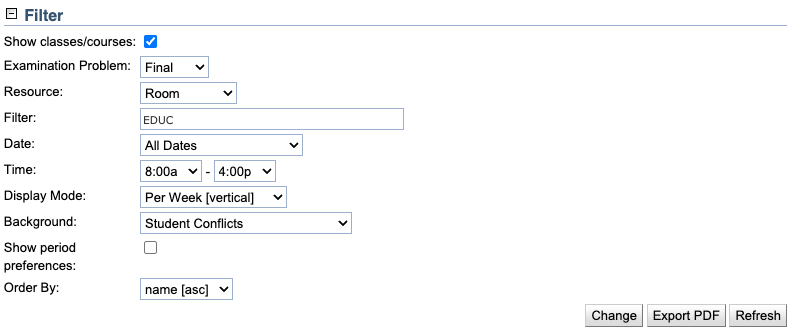 Filter
Show classes/courses:
Examination Problem: Final
Resource: Room
Filter: EDUC
Date: All Dates
Time: 8:00a - 4:00p
Display Mode: Per Week [vertical]
Background: Student Conflicts
Show period
preferences:
Order By: name [asc]
Change Export PDF Refresh